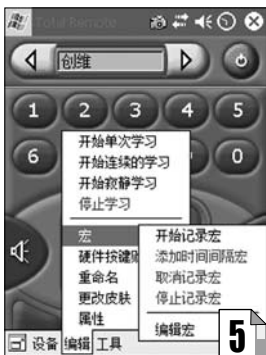 Total Remote
创维
1 2 3 4 5
6 0
开始单次学习
开始连续的学习
开始寂静学习
停止学习
宏
硬件按键
重命名
更改皮肤
属性
开始记录宏
添加时间间隔宏
取消记录宏
停止记录宏
编辑宏
设备 编辑 工具
5